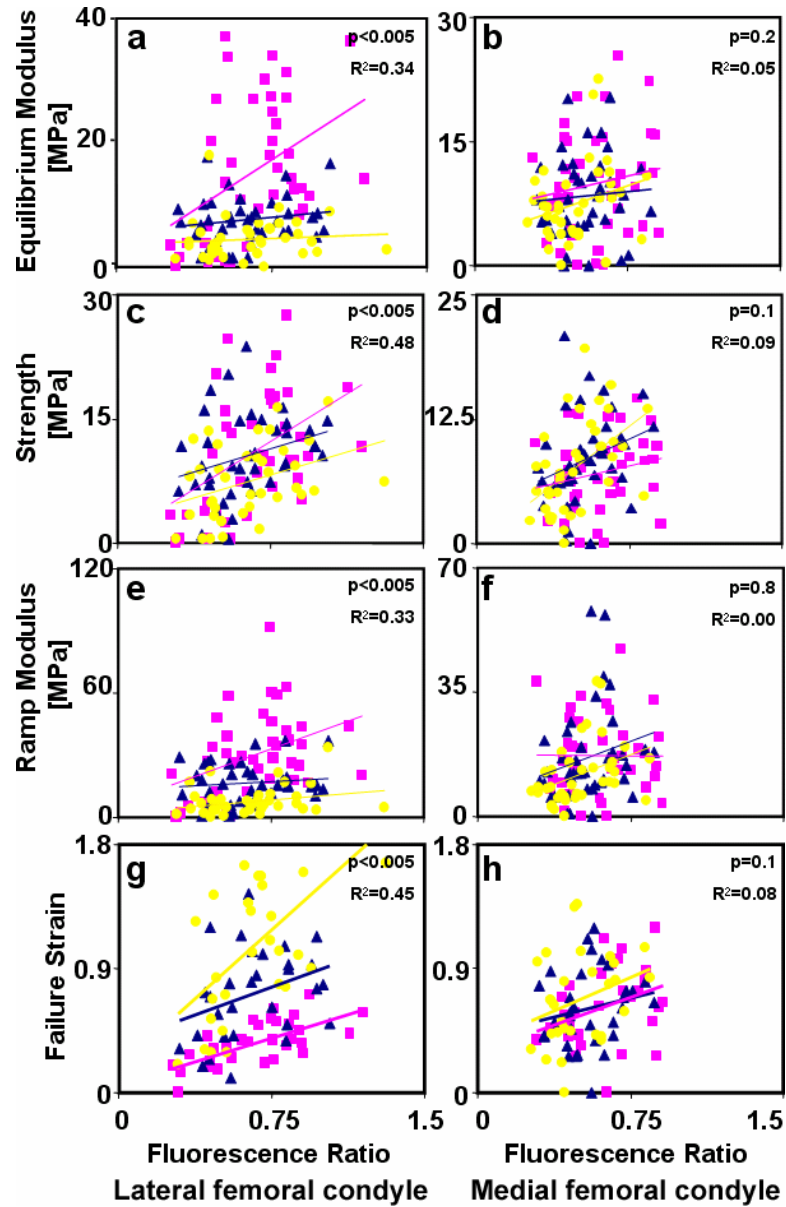 40
a
p<0.005
R²=0.34
20
0
Equilibrium Modulus
[MPa]
30
b
p=0.2
R²=0.05
15
0
30
c
p<0.005
R²=0.48
15
0
Strength
[MPa]
25
d
p=0.1
R²=0.09
12.5
0
120
e
p<0.005
R²=0.33
60
0
Ramp Modulus
[MPa]
70
f
p=0.8
R²=0.00
35
0
1.8
g
p<0.005
R²=0.45
0.9
0
Failure Strain
1.8
h
p=0.1
R²=0.08
0.9
0
0 0.75 1.5
0 0.75 1.5
Fluorescence Ratio
Fluorescence Ratio
Lateral femoral condyle
Medial femoral condyle